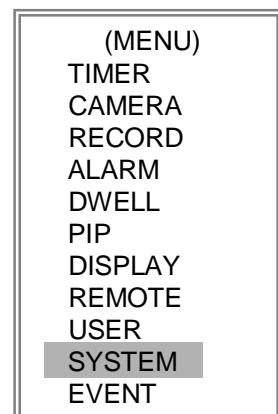 (MENU)
TIMER
CAMERA
RECORD
ALARM
DWELL
PIP
DISPLAY
REMOTE
USER
SYSTEM
EVENT